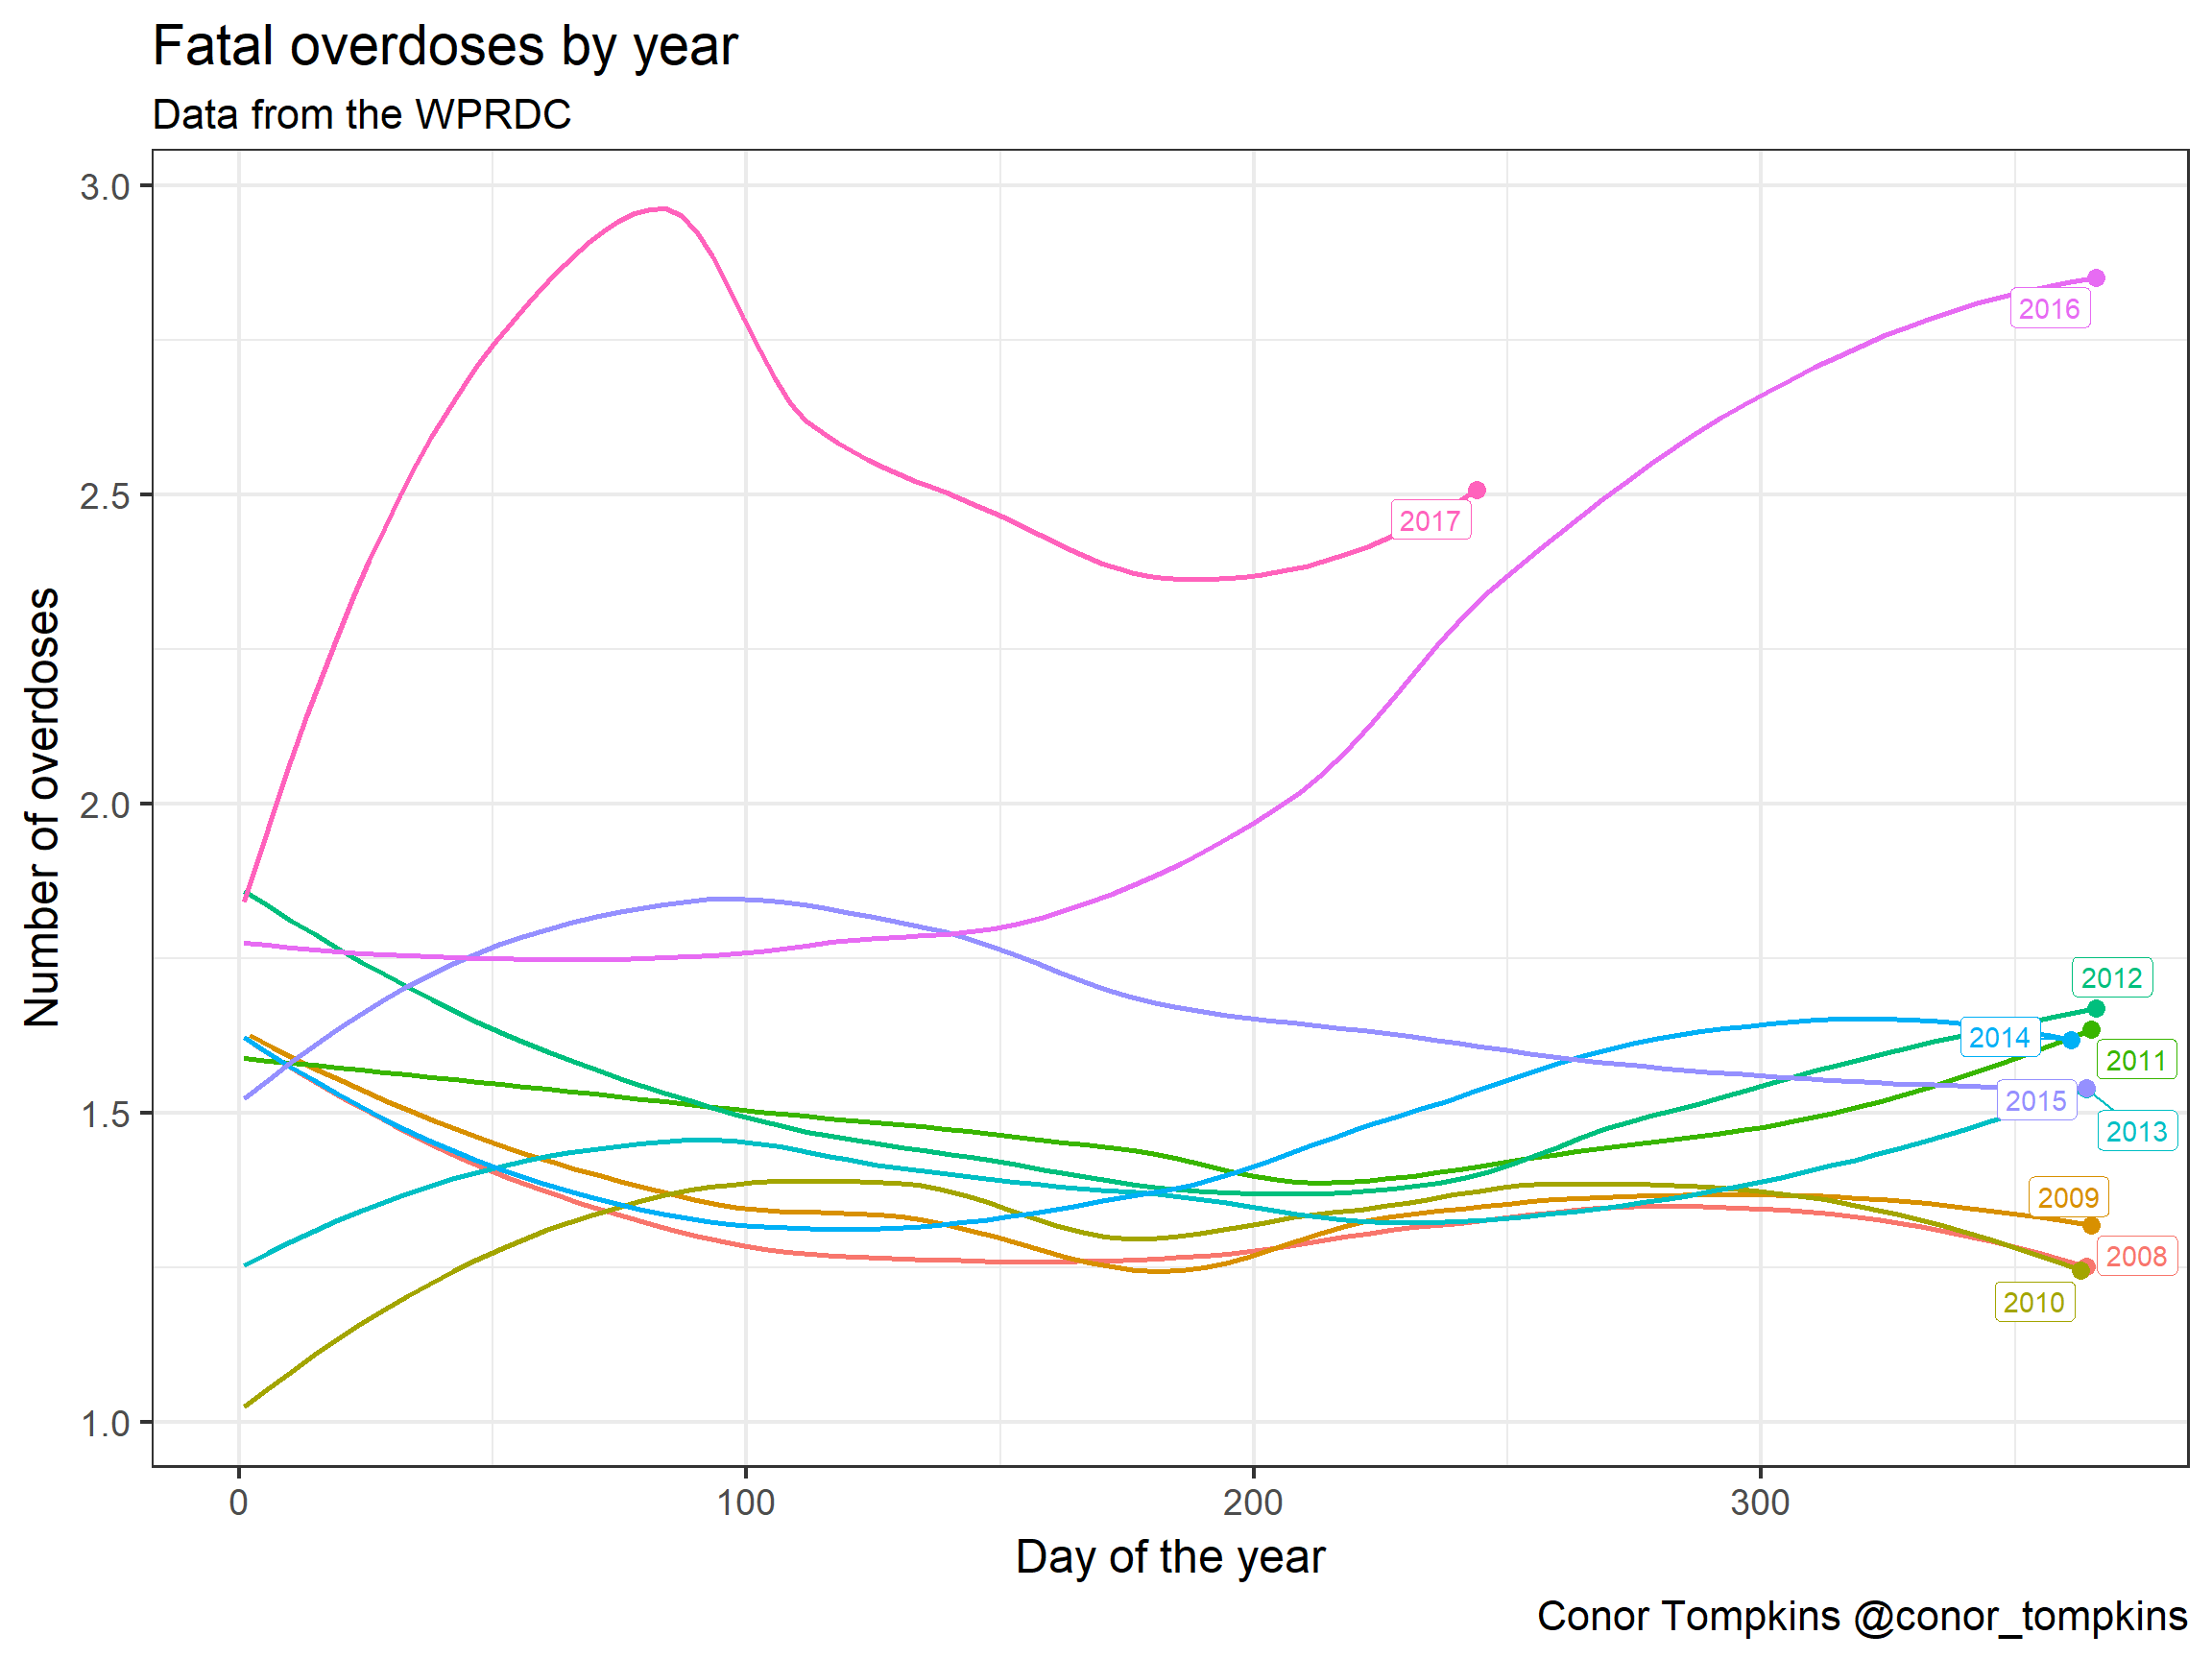 Fatal overdoses by year
Data from the WPRDC
3.0
2.5
2.0
1.5
1.0
Number of overdoses
2016
2017
2012
2014
2011
2015
2013
2009
2008
2010
0 100 200 300
Day of the year
Conor Tompkins @conor_tompkins